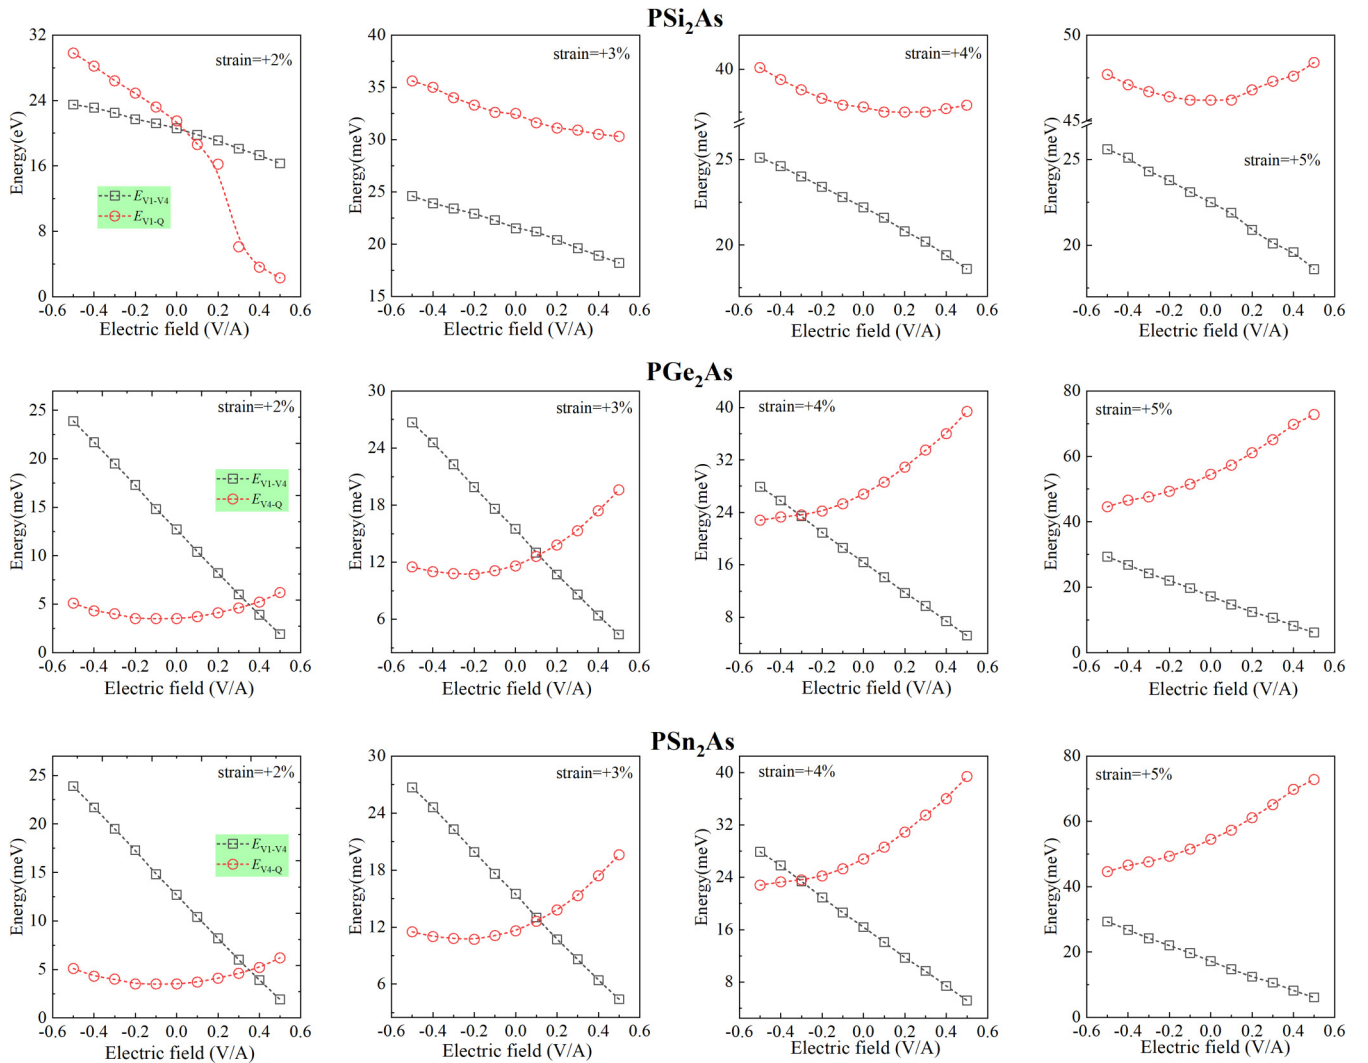 PSi₂As
32
24
16
8
0
Energy(eV)
strain=+2%
E_V1-V4
E_V1-Q
-0.6 -0.4 -0.2 0.0 0.2 0.4 0.6
Electric field (V/A)
40
35
30
25
20
15
Energy(meV)
strain=+3%
-0.6 -0.4 -0.2 0.0 0.2 0.4 0.6
Electric field (V/A)
40
25
20
Energy(meV)
strain=+4%
-0.6 -0.4 -0.2 0.0 0.2 0.4 0.6
Electric field (V/A)
50
45
25
20
Energy(meV)
strain=+5%
-0.6 -0.4 -0.2 0.0 0.2 0.4 0.6
Electric field (V/A)
PGe₂As
25
20
15
10
5
0
Energy(meV)
strain=+2%
E_V1-V4
E_V4-Q
-0.6 -0.4 -0.2 0.0 0.2 0.4 0.6
Electric field (V/A)
30
24
18
12
6
Energy(meV)
strain=+3%
-0.6 -0.4 -0.2 0.0 0.2 0.4 0.6
Electric field (V/A)
40
32
24
16
8
Energy(meV)
strain=+4%
-0.6 -0.4 -0.2 0.0 0.2 0.4 0.6
Electric field (V/A)
80
60
40
20
0
Energy(meV)
strain=+5%
-0.6 -0.4 -0.2 0.0 0.2 0.4 0.6
Electric field (V/A)
PSn₂As
25
20
15
10
5
0
Energy(meV)
strain=+2%
E_V1-V4
E_V4-Q
-0.6 -0.4 -0.2 0.0 0.2 0.4 0.6
Electric field (V/A)
30
24
18
12
6
Energy(meV)
strain=+3%
-0.6 -0.4 -0.2 0.0 0.2 0.4 0.6
Electric field (V/A)
40
32
24
16
8
Energy(meV)
strain=+4%
-0.6 -0.4 -0.2 0.0 0.2 0.4 0.6
Electric field (V/A)
80
60
40
20
0
Energy(meV)
strain=+5%
-0.6 -0.4 -0.2 0.0 0.2 0.4 0.6
Electric field (V/A)